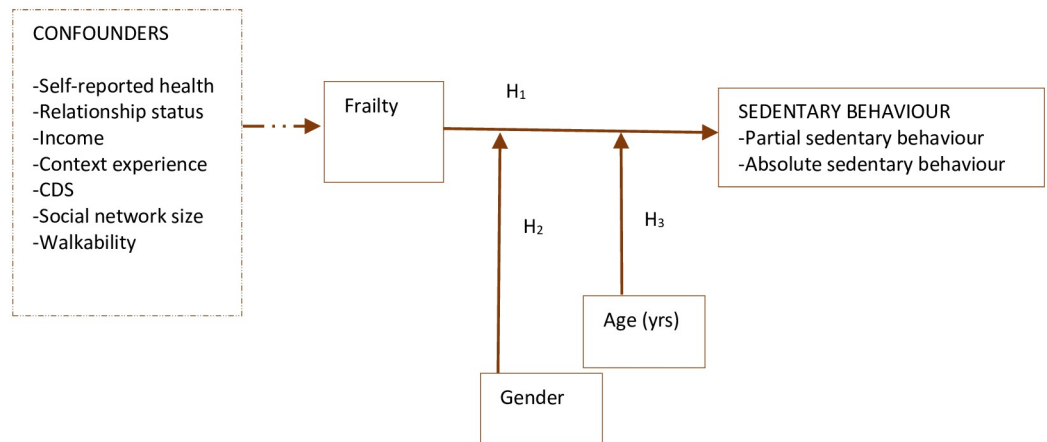 CONFOUNDERS
-Self-reported health
-Relationship status
-Income
-Context experience
-CDS
-Social network size
-Walkability
Frailty
H₁
SEDENTARY BEHAVIOUR
-Partial sedentary behaviour
-Absolute sedentary behaviour
H₂
H₃
Age (yrs)
Gender